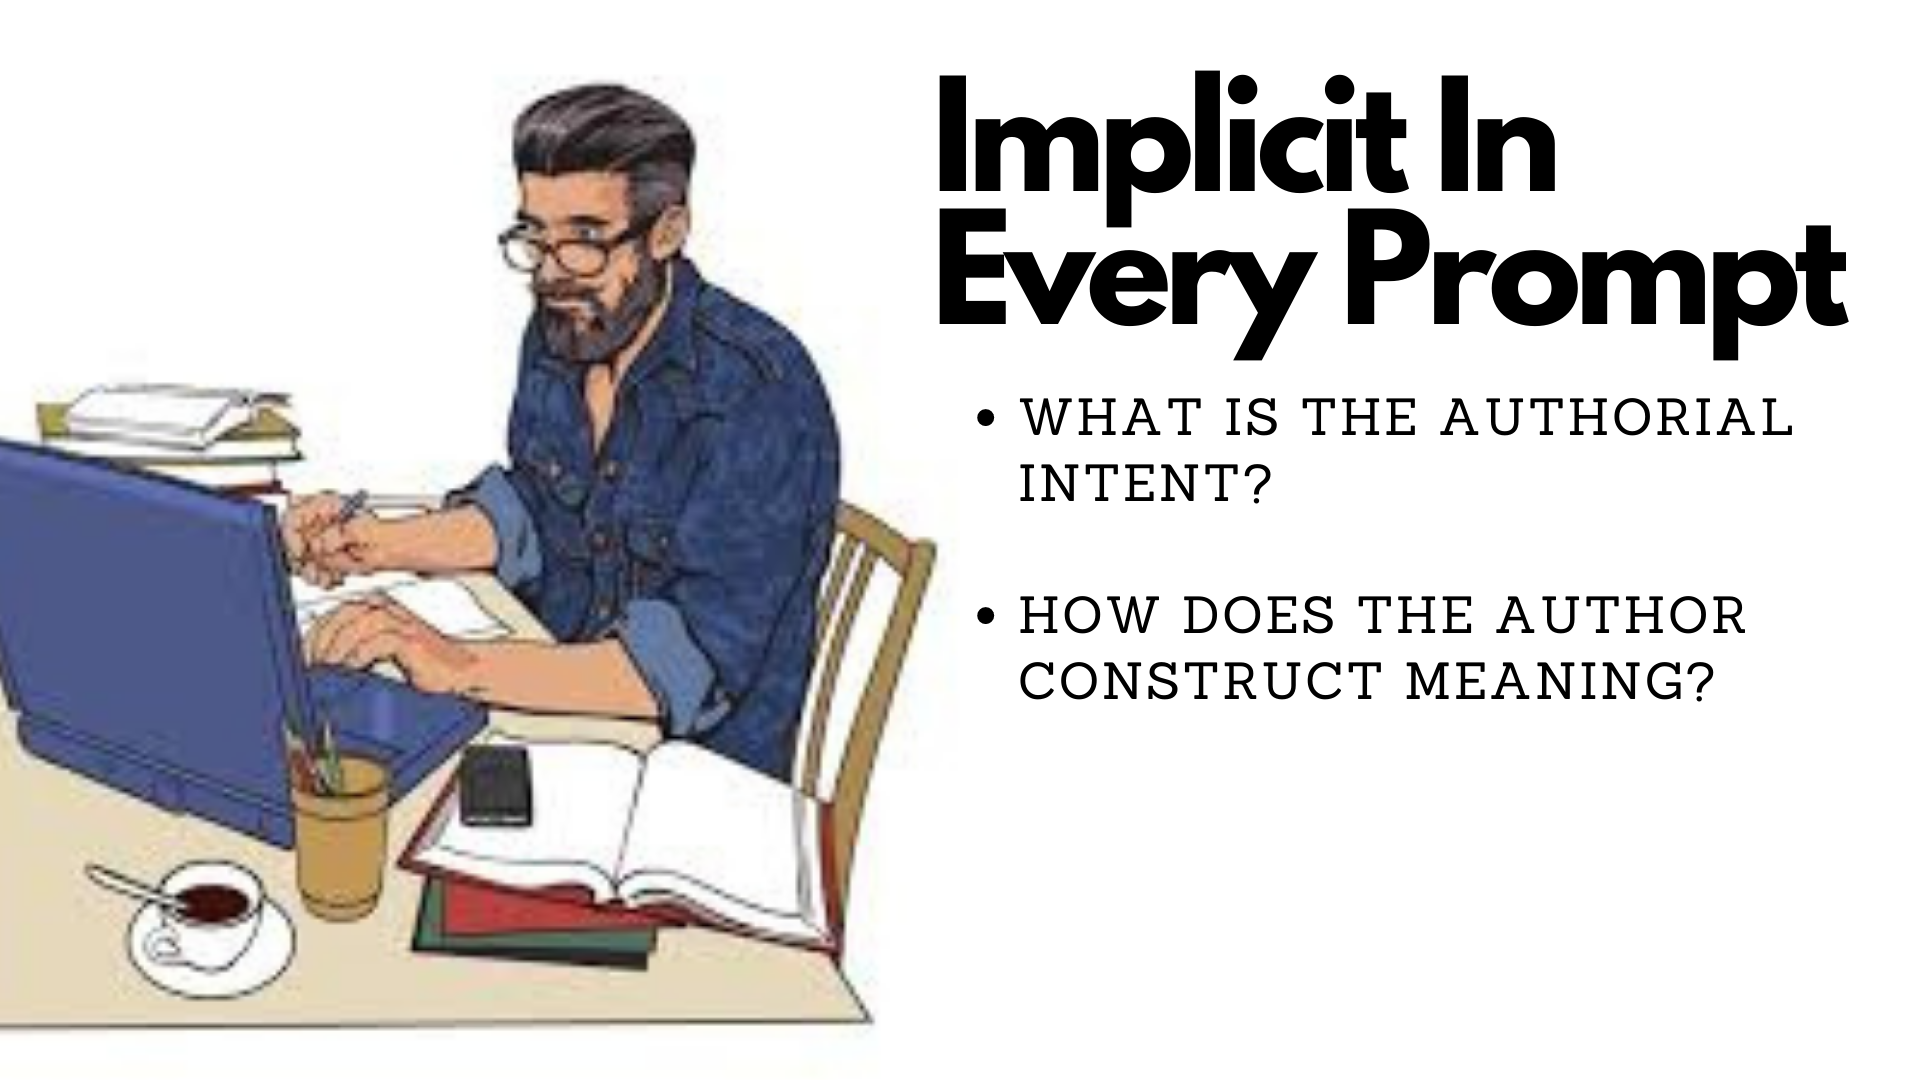 Implicit In
Every Prompt
• WHAT IS THE AUTHORIAL
INTENT?
• HOW DOES THE AUTHOR
CONSTRUCT MEANING?